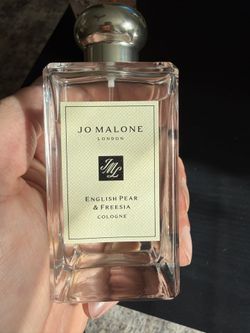 JO MALONE
LONDON
JML
ENGLISH PEAR
& FREESIA
COLOGNE